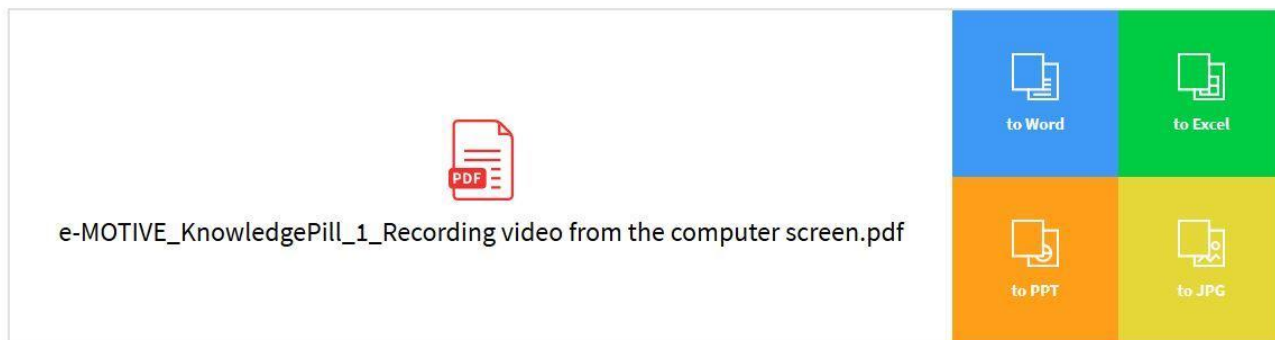 to Word
to Excel
PDF
e-MOTIVE_KnowledgePill_1_Recording video from the computer screen.pdf
to PPT
to JPG